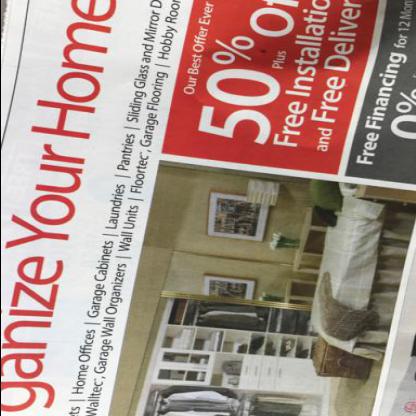 ganize Your Home
ts | Home Offices | Garage Cabinets | Laundries | Pantries | Sliding Glass and Mirror D
Walltec, Garage Wall Organizers | Wall Units | Floortec, Garage Flooring | Hobby Roo
Our Best Offer Ever
50% O
Plus
Free Installatio
and Free Deliver
Free Financing for 12 Mon
0%